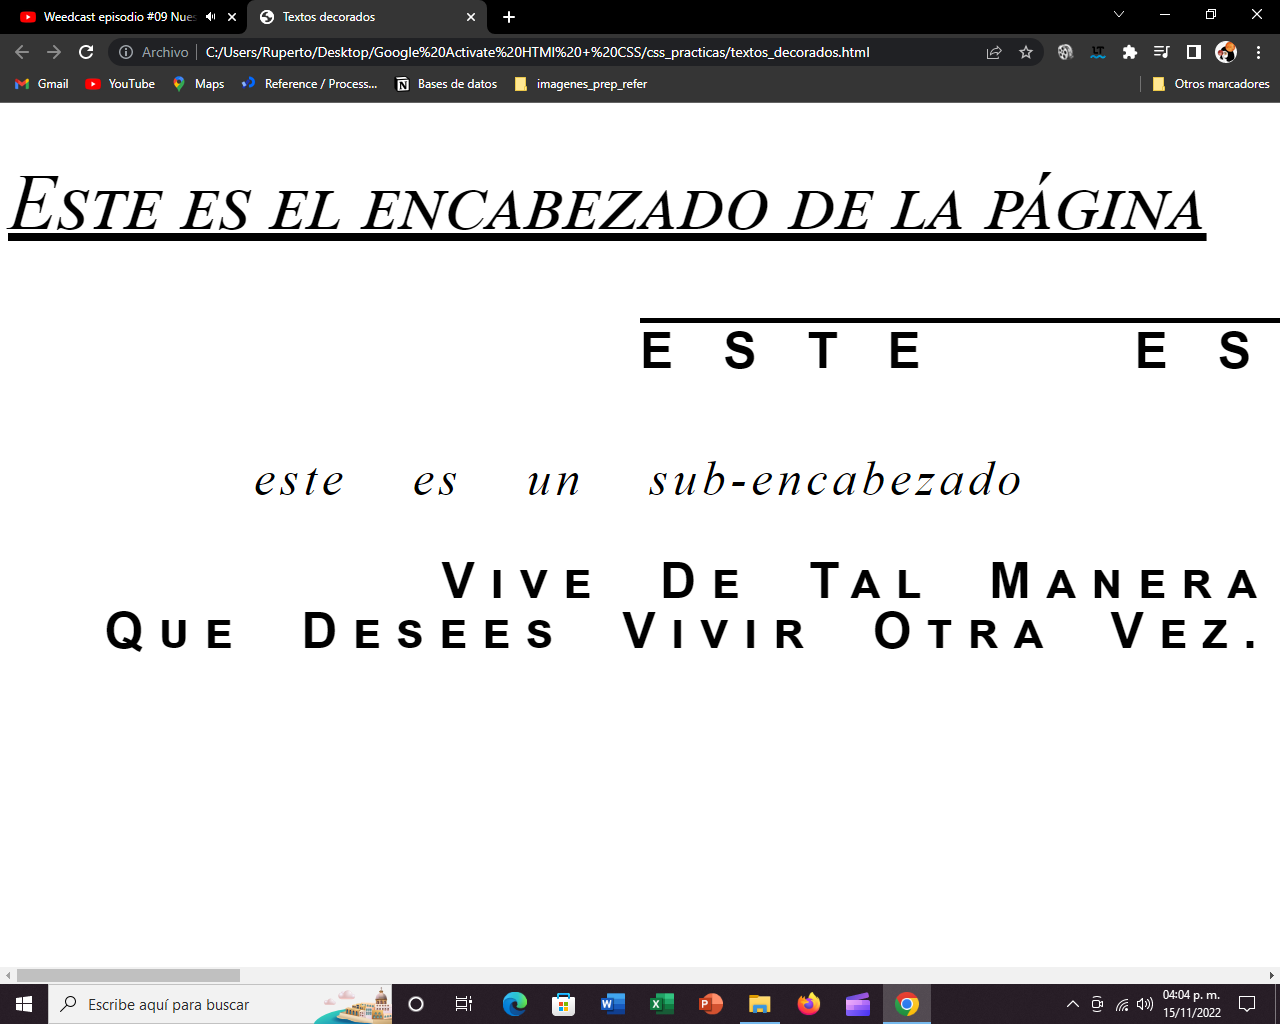 Weedcast episodio #09 Nues
Textos decorados
Archivo
C:/Users/Ruperto/Desktop/Google%20Activate%20HTMl%20+%20CSS/css_practicas/textos_decorados.html
Gmail
YouTube
Maps
Reference / Process...
Bases de datos
imagenes_prep_refer
Otros marcadores
Este es el encabezado de la página
ESTE ES
este es un sub-encabezado
Vive De Tal Manera
Que Desees Vivir Otra Vez.
Escribe aquí para buscar
04:04 p. m.
15/11/2022